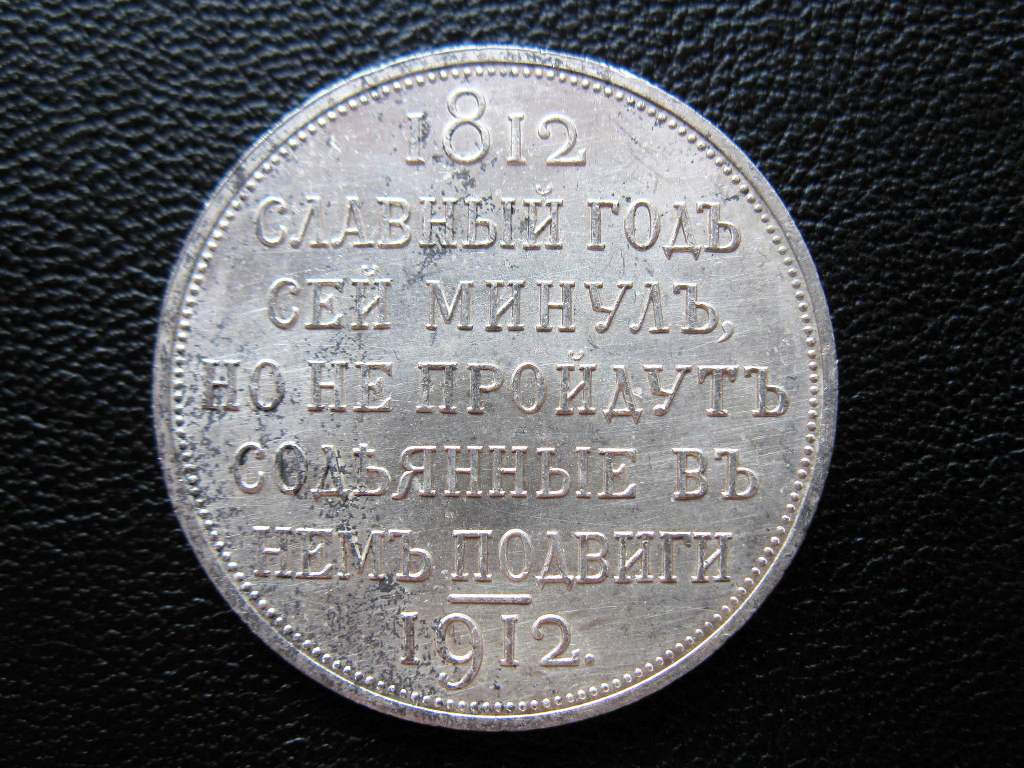 1812
СЛАВНЫЙ ГОДЪ
СЕЙ МИНУЛЪ,
НО НЕ ПРОЙДУТЪ
СОДѢЯННЫЕ ВЪ
НЕМЪ ПОДВИГИ
1912.